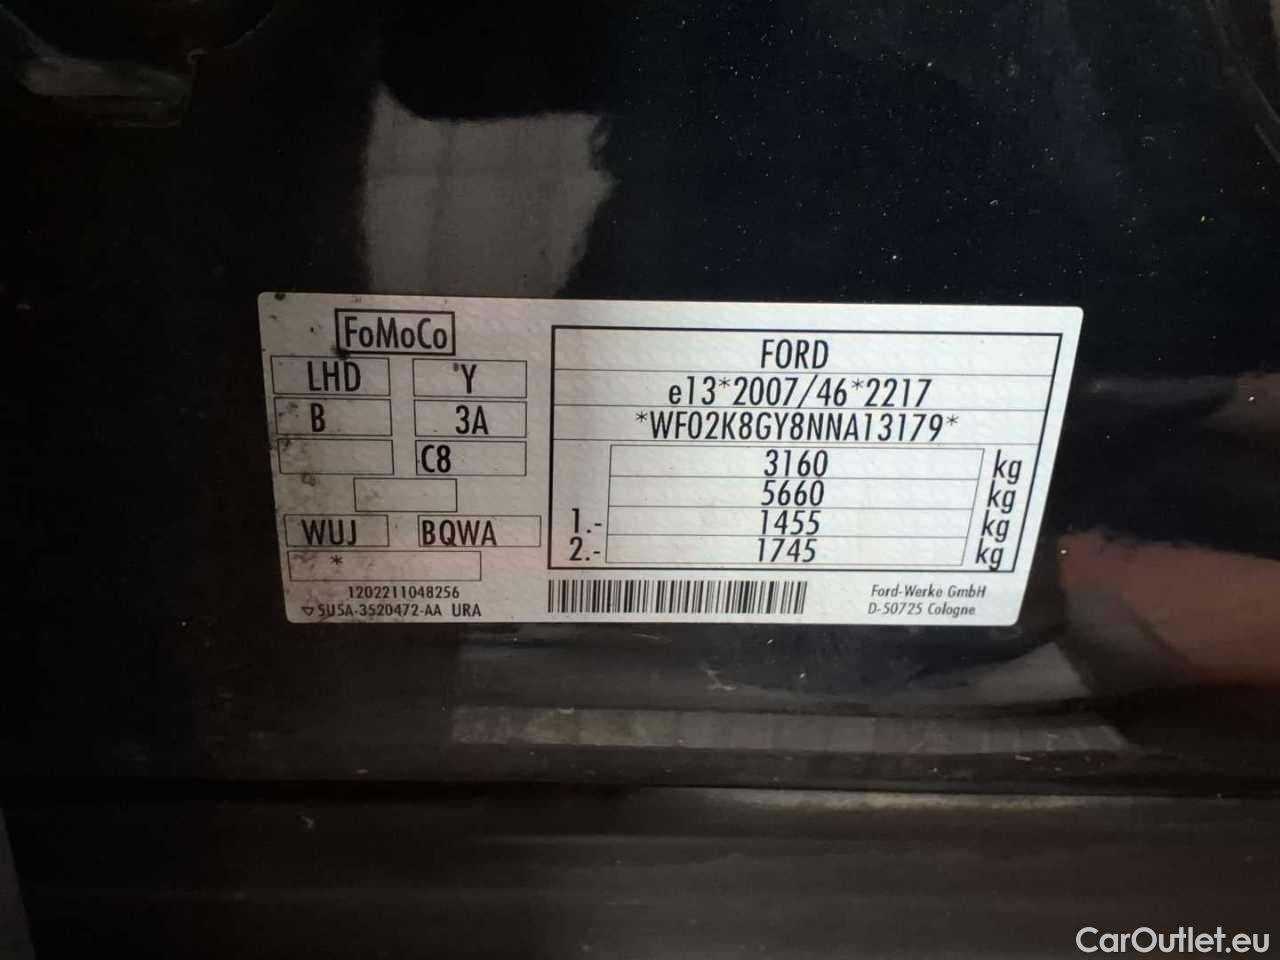 FoMoCo
LHD Y
B 3A
C8
WUJ BQWA
*
1202211048256
5U5A-3520472-AA URA
FORD
e13*2007/46*2217
*WF02K8GY8NNA13179*
3160 kg
5660 kg
1.- 1455 kg
2.- 1745 kg
Ford-Werke GmbH
D-50725 Cologne
CarOutlet.eu